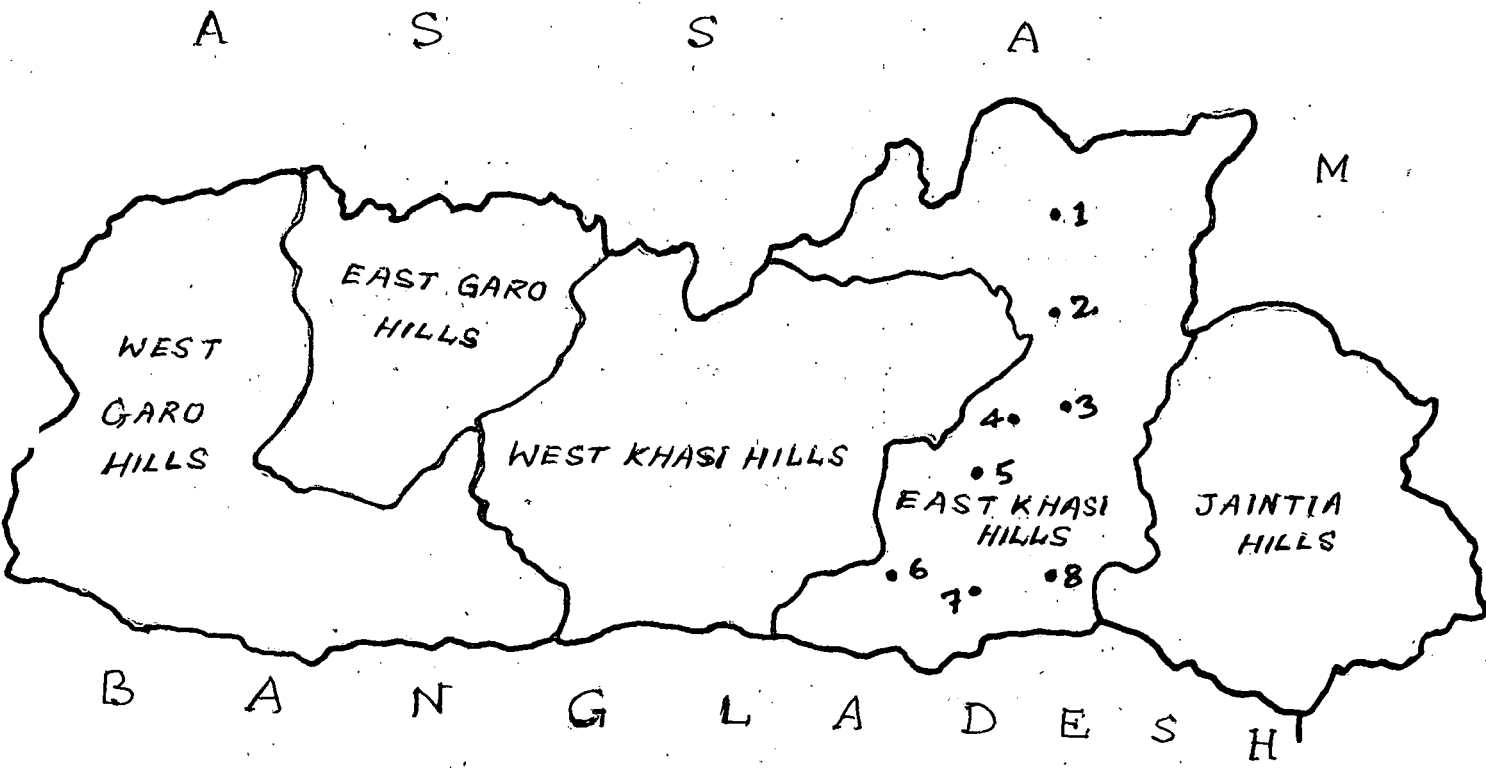 A S S A
M
1
2
EAST GARO
HILLS
WEST
GARO
HILLS
3
4
WEST KHASI HILLS
5
EAST KHASI
HILLS
JAINTIA
HILLS
6
7
8
B A N G L A D E S H